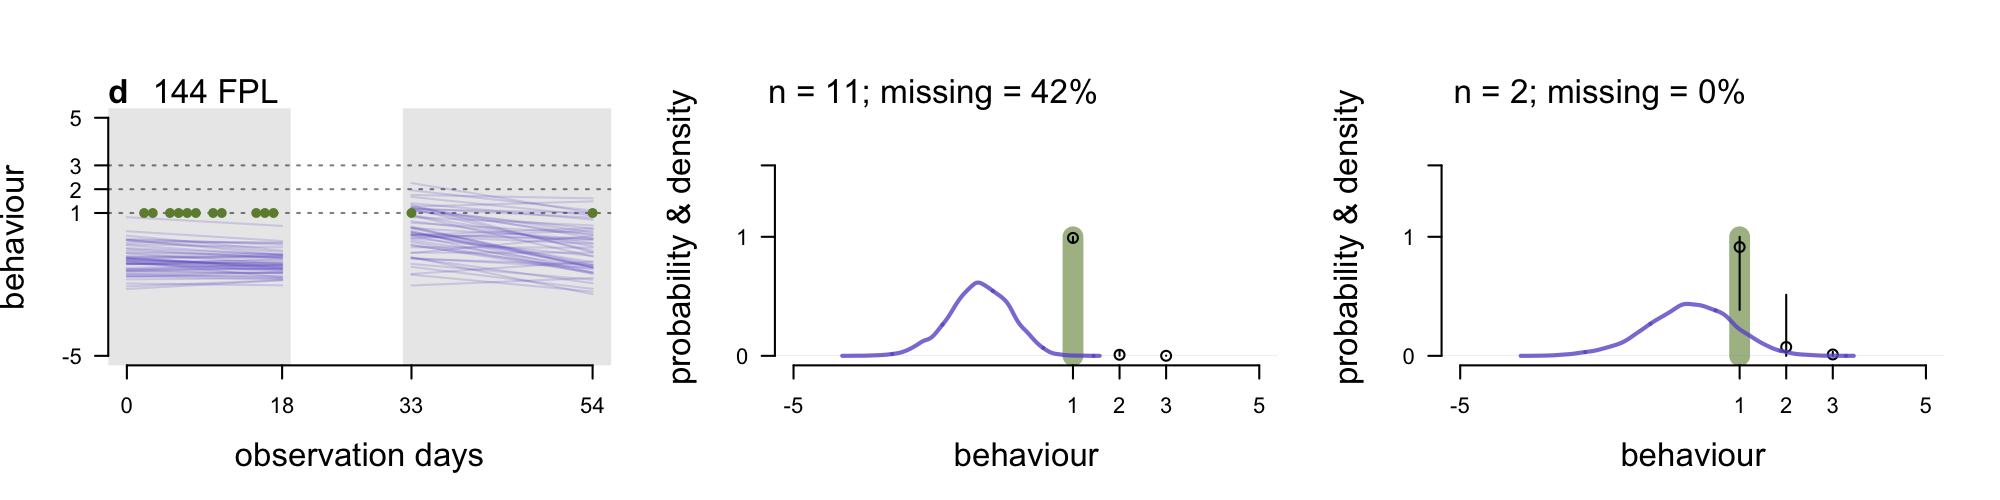 d 144 FPL
behaviour
5
3
2
1
-5
0 18 33 54
observation days
n = 11; missing = 42%
probability & density
1
0
-5 1 2 3 5
behaviour
n = 2; missing = 0%
probability & density
1
0
-5 1 2 3 5
behaviour